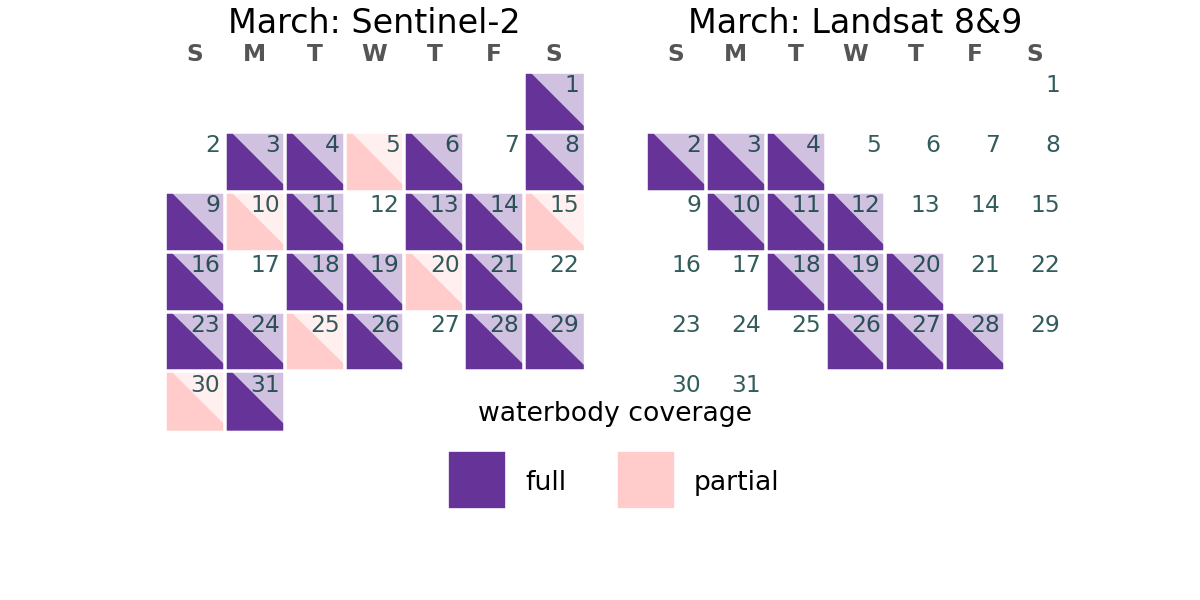 March: Sentinel-2
S M T W T F S
1
2 3 4 5 6 7 8
9 10 11 12 13 14 15
16 17 18 19 20 21 22
23 24 25 26 27 28 29
30 31
March: Landsat 8&9
S M T W T F S
1
2 3 4 5 6 7 8
9 10 11 12 13 14 15
16 17 18 19 20 21 22
23 24 25 26 27 28 29
30 31
waterbody coverage
full partial